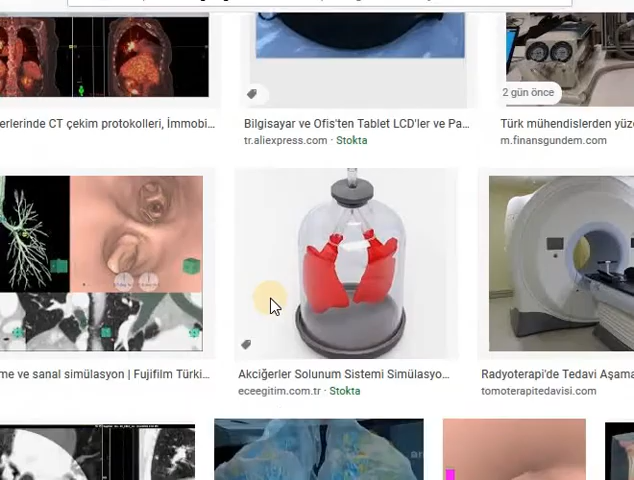 erlerinde CT çekim protokolleri, İmmobi...
Bilgisayar ve Ofis'ten Tablet LCD'ler ve Pa...
tr.aliexpress.com · Stokta
2 gün önce
Türk mühendislerden yüze
m.finansgundem.com
me ve sanal simülasyon | Fujifilm Türki...
Akciğerler Solunum Sistemi Simülasyo...
eceegitim.com.tr · Stokta
Radyoterapi'de Tedavi Aşama
tomoterapitedavisi.com